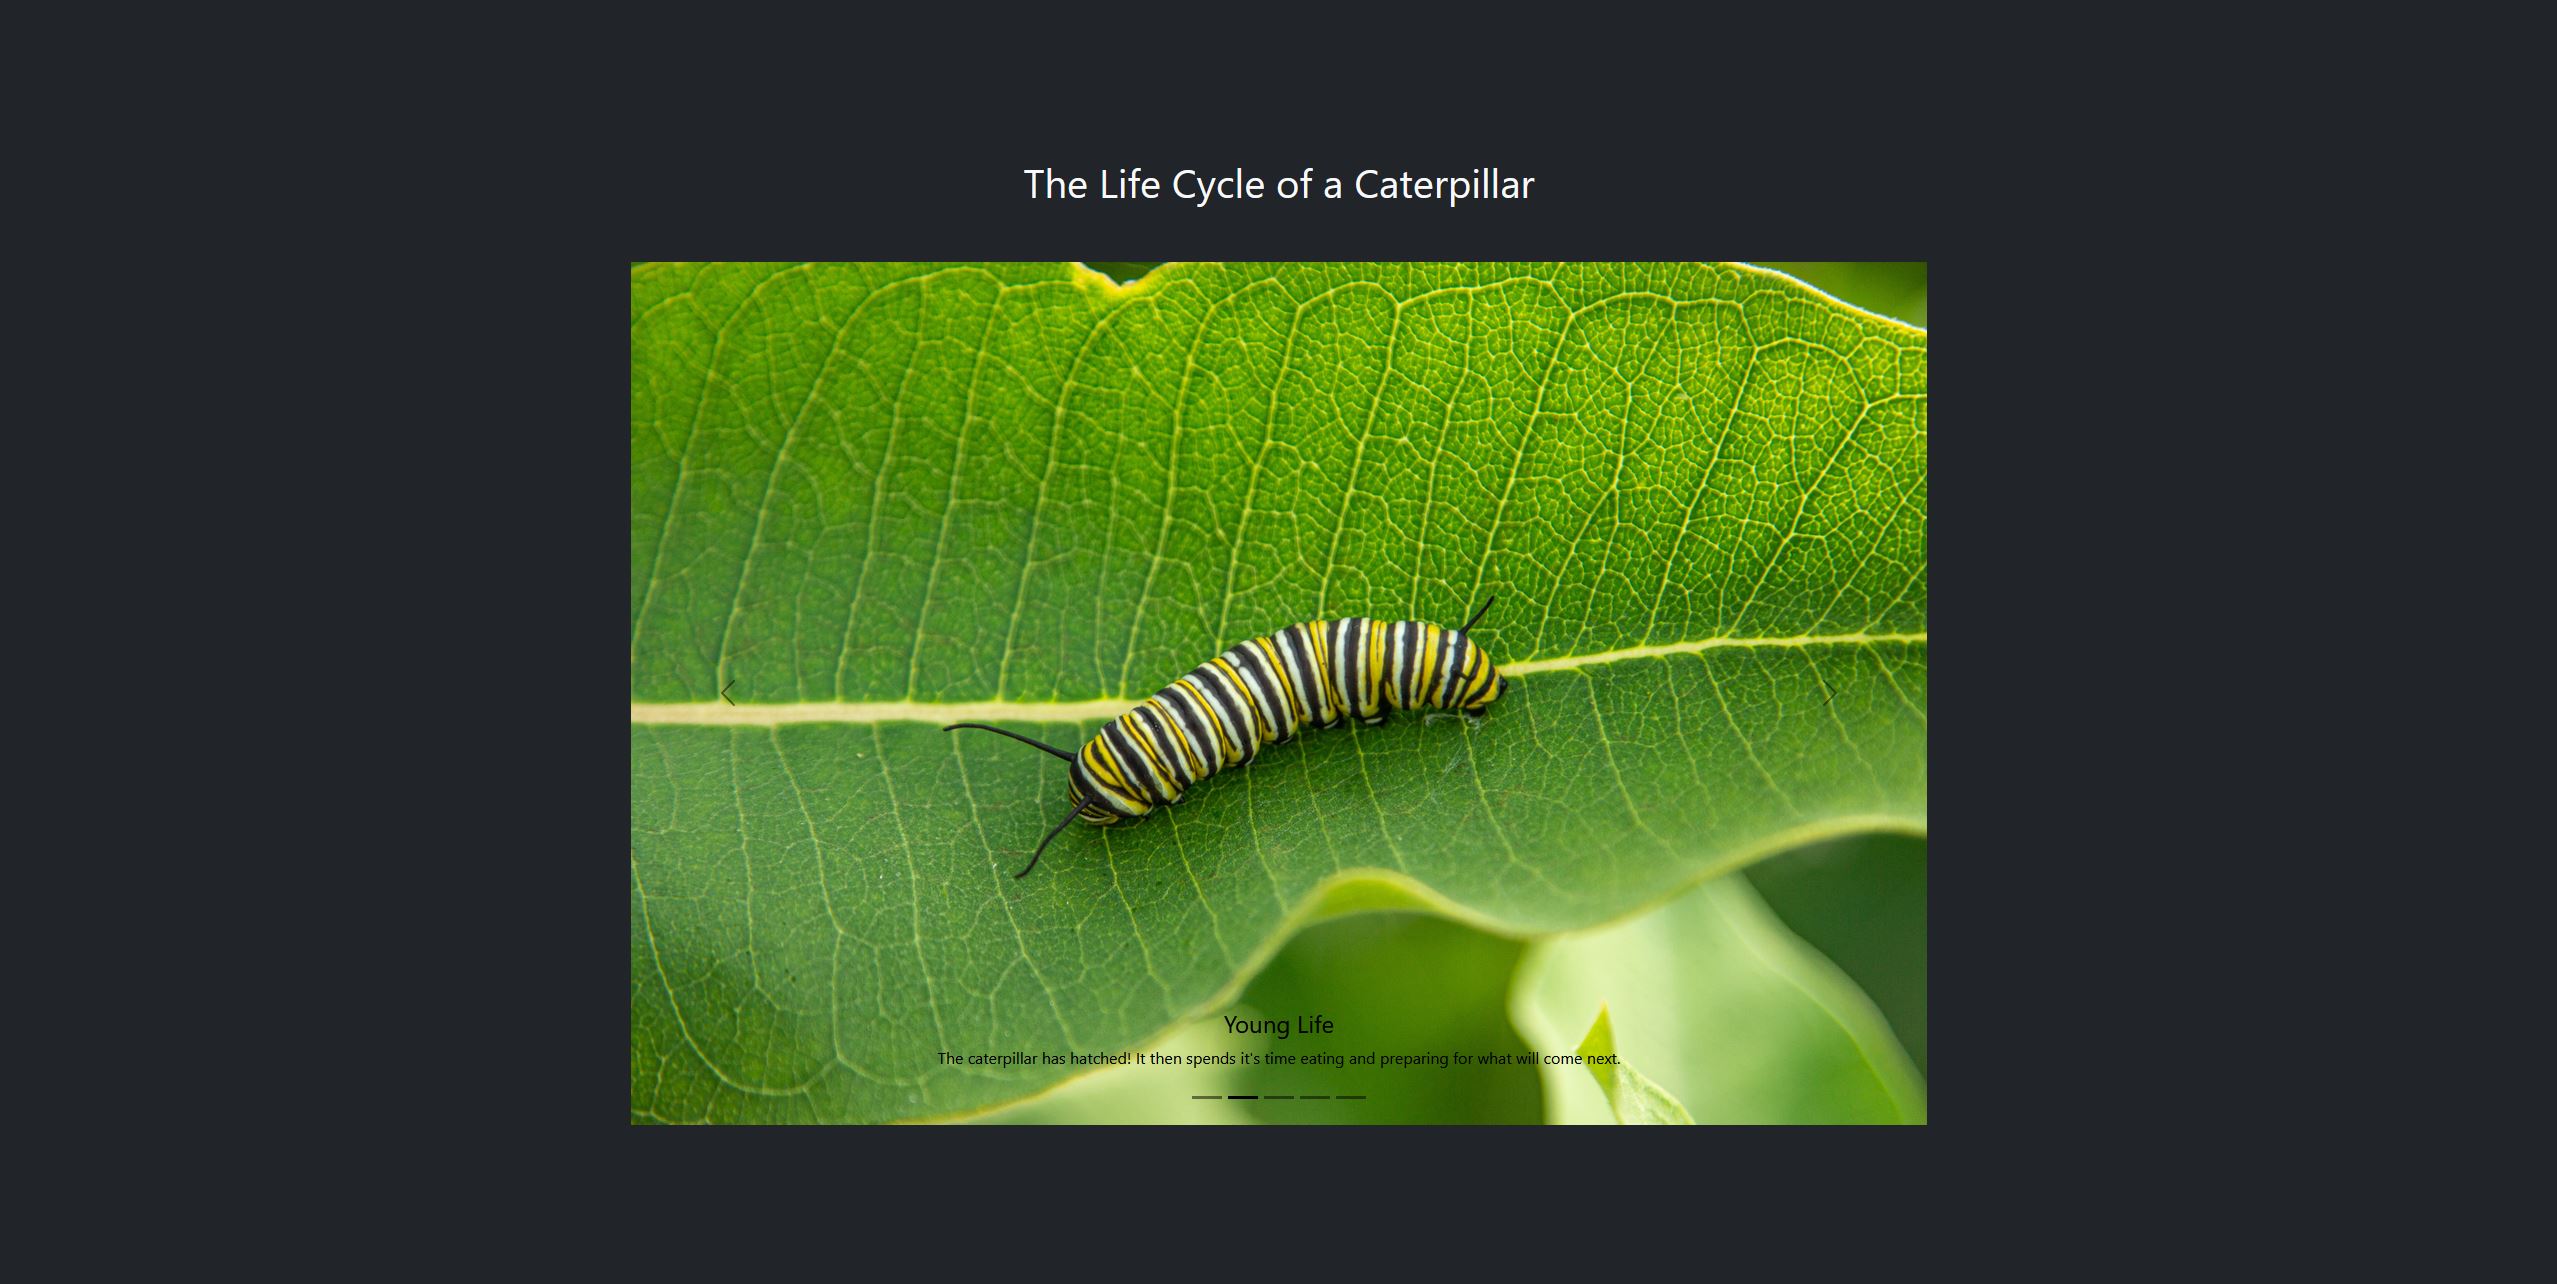 The Life Cycle of a Caterpillar
Young Life
The caterpillar has hatched! It then spends it's time eating and preparing for what will come next.